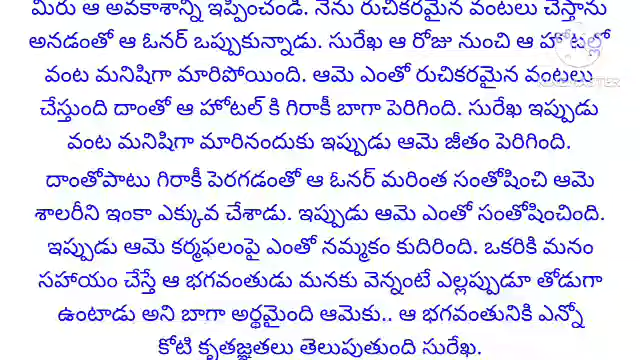 మీరు ఆ అవకాశాన్ని ఇప్పించండి. నేను రుచికరమైన వంటలు చేస్తాను
అనడంతో ఆ ఓనర్ ఒప్పుకున్నాడు. సురేఖ ఆ రోజు నుంచి ఆ హోటల్లో
వంట మనిషిగా మారిపోయింది. ఆమె ఎంతో రుచికరమైన వంటలు
చేస్తుంది దాంతో ఆ హోటల్ కి గిరాకీ బాగా పెరిగింది. సురేఖ ఇప్పుడు
వంట మనిషిగా మారినందుకు ఇప్పుడు ఆమె జీతం పెరిగింది.
దాంతోపాటు గిరాకీ పెరగడంతో ఆ ఓనర్ మరింత సంతోషించి ఆమె
శాలరీని ఇంకా ఎక్కువ చేశాడు. ఇప్పుడు ఆమె ఎంతో సంతోషించింది.
ఇప్పుడు ఆమె కర్మఫలంపై ఎంతో నమ్మకం కుదిరింది. ఒకరికి మనం
సహాయం చేస్తే ఆ భగవంతుడు మనకు వెన్నంటే ఎల్లప్పుడూ తోడుగా
ఉంటాడు అని బాగా అర్థమైంది ఆమెకు.. ఆ భగవంతునికి ఎన్నో
కోటి కృతజ్ఞతలు తెలుపుతుంది సురేఖ.